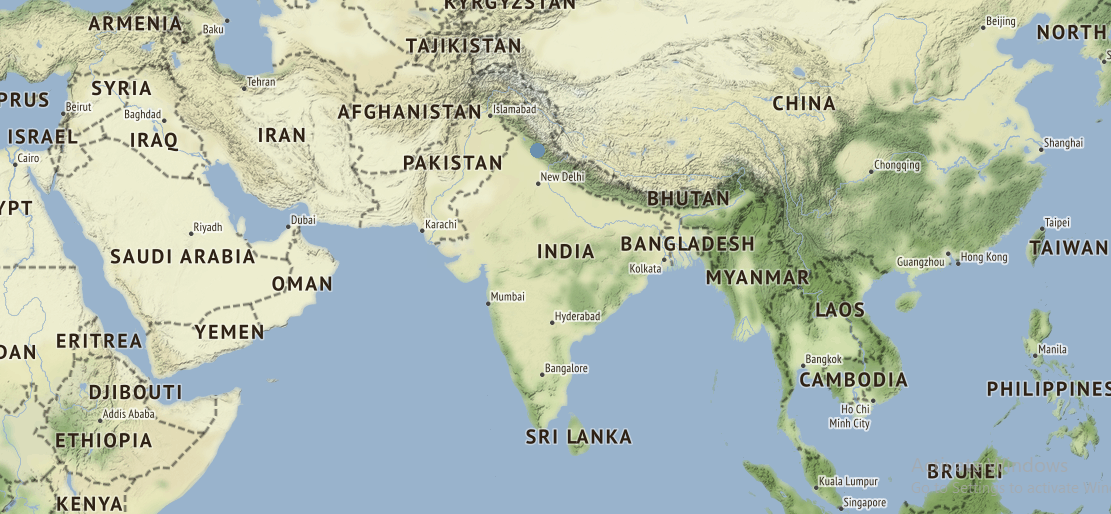 KYRGYZSTAN
ARMENIA
Baku
Beijing
NORTH
TAJIKISTAN
Tehran
SYRIA
PRUS
Beirut
Baghdad
AFGHANISTAN
Islamabad
CHINA
ISRAEL
IRAQ
IRAN
Shanghai
Cairo
PAKISTAN
Chongqing
New Delhi
BHUTAN
YPT
Riyadh
Dubai
Karachi
Taipei
SAUDI ARABIA
INDIA
BANGLADESH
TAIWAN
Kolkata
Guangzhou
Hong Kong
OMAN
MYANMAR
Mumbai
LAOS
Hyderabad
YEMEN
ERITREA
DAN
Manila
Bangkok
Bangalore
CAMBODIA
DJIBOUTI
PHILIPPINES
Addis Ababa
Ho Chi
Minh City
ETHIOPIA
SRI LANKA
BRUNEI
Kuala Lumpur
KENYA
Singapore